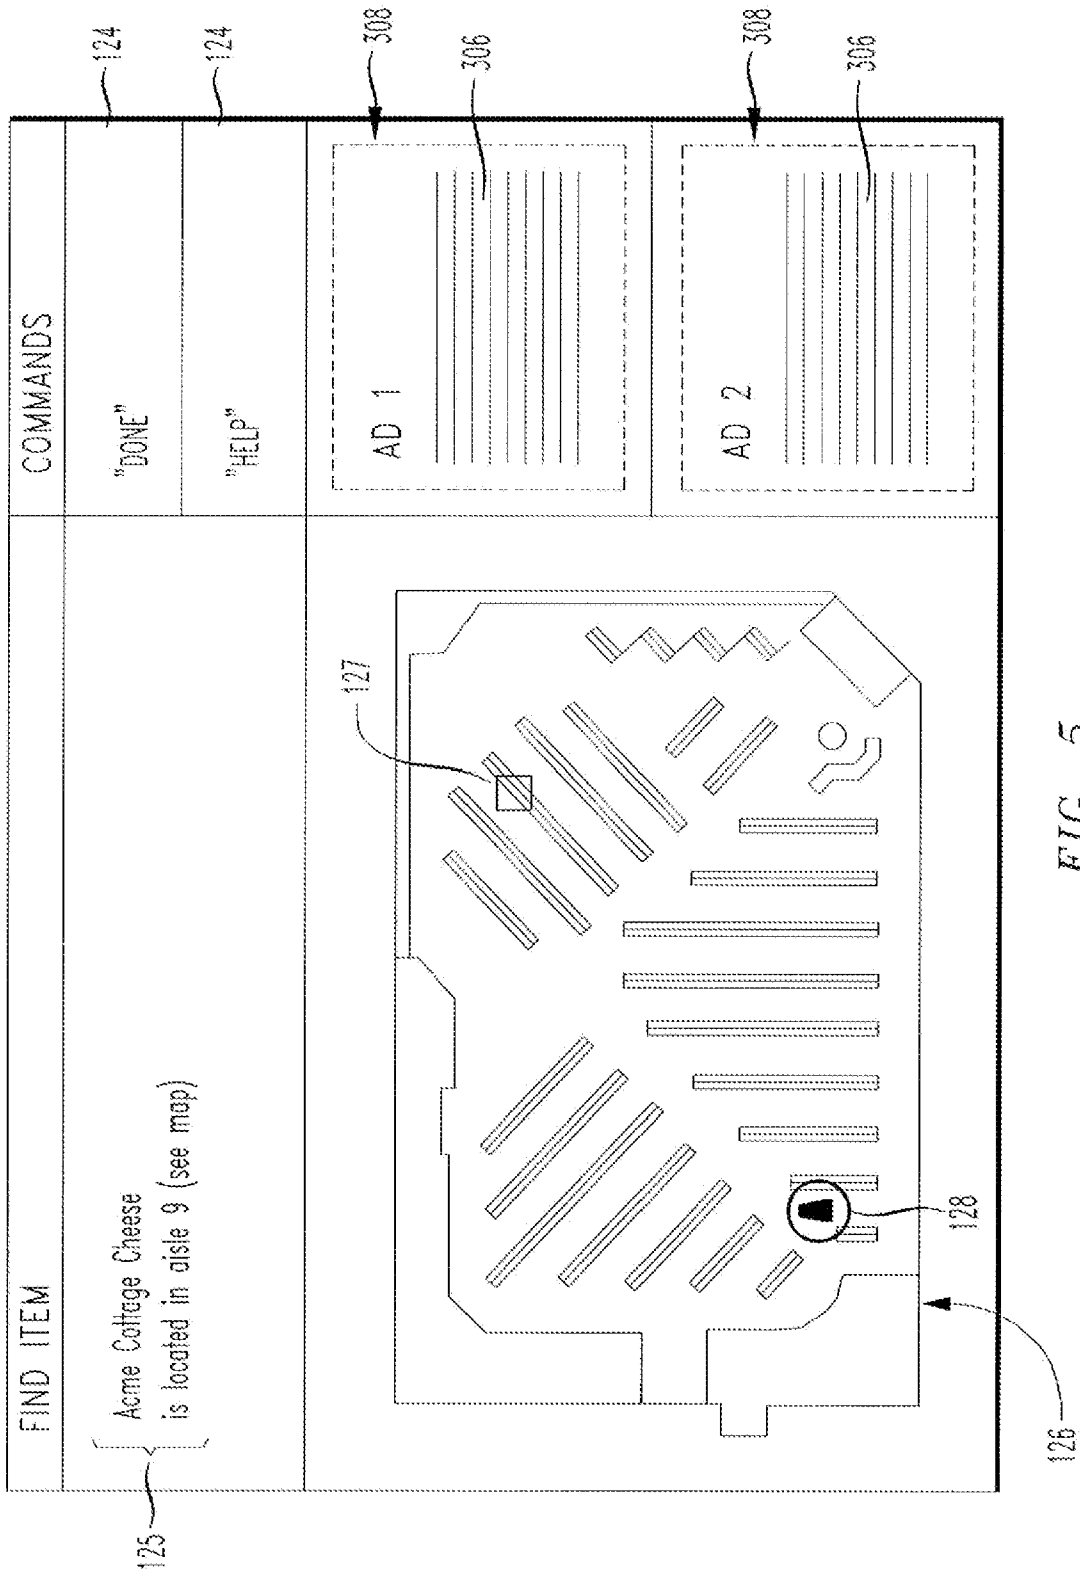 FIND ITEM
COMMANDS
125
Acme Cottage Cheese
is located in aisle 9 (see map)
"DONE"
124
"HELP"
124
127
AD 1
308
306
AD 2
308
306
128
126
FIG. 5